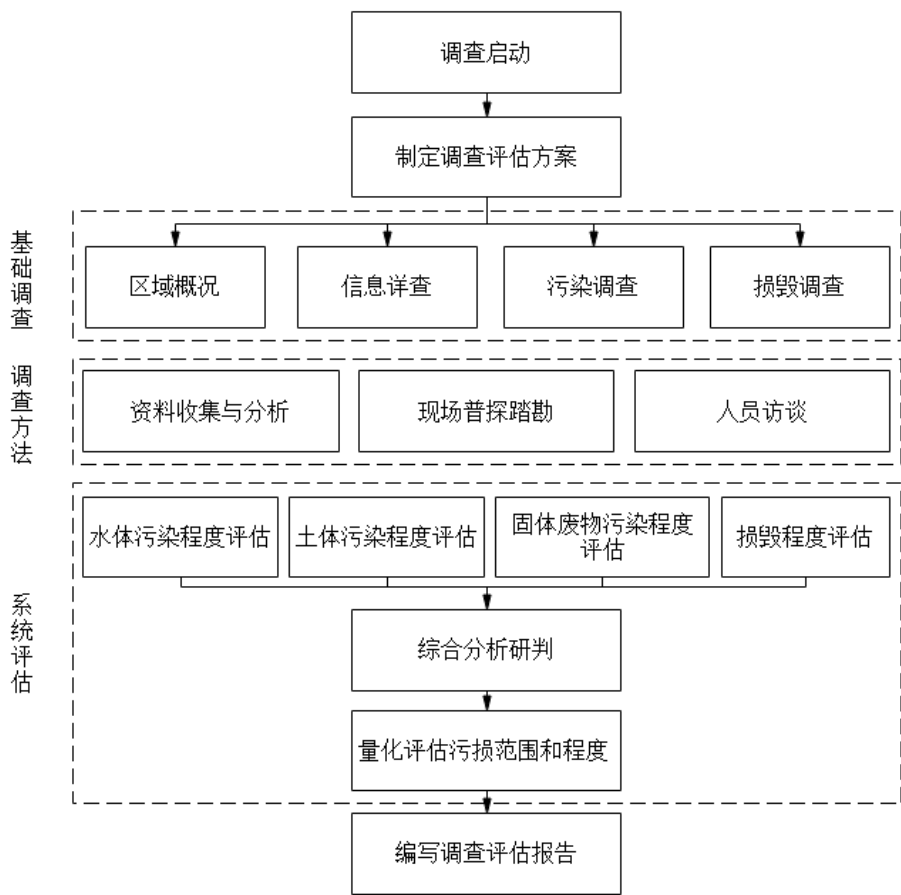 调查启动
制定调查评估方案
基础调查
区域概况
信息详查
污染调查
损毁调查
调查方法
资料收集与分析
现场普探踏勘
人员访谈
系统评估
水体污染程度评估
土体污染程度评估
固体废物污染程度
评估
损毁程度评估
综合分析研判
量化评估污损范围和程度
编写调查评估报告